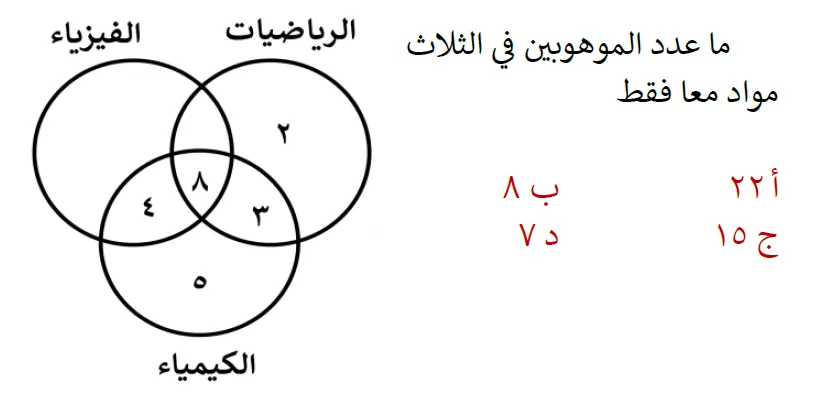 ما عدد الموهوبين في الثلاث
مواد معا فقط
أ ٢٢
ب ٨
ج ١٥
د ٧
الرياضيات
الفيزياء
٢
٨
٤
٣
٥
الكيمياء